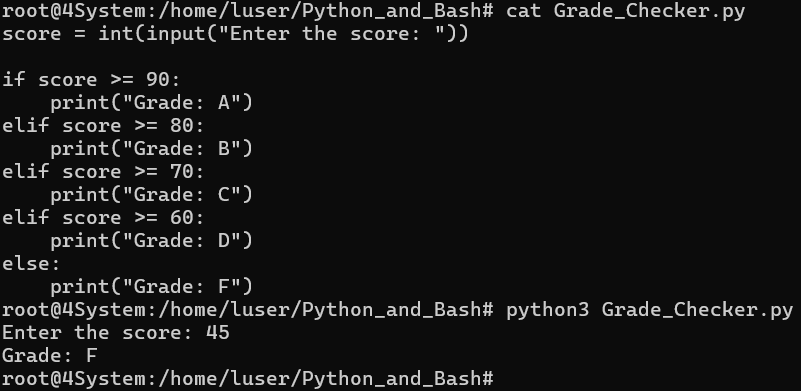 root@4System:/home/luser/Python_and_Bash# cat Grade_Checker.py
score = int(input("Enter the score: "))

if score >= 90:
    print("Grade: A")
elif score >= 80:
    print("Grade: B")
elif score >= 70:
    print("Grade: C")
elif score >= 60:
    print("Grade: D")
else:
    print("Grade: F")
root@4System:/home/luser/Python_and_Bash# python3 Grade_Checker.py
Enter the score: 45
Grade: F
root@4System:/home/luser/Python_and_Bash#